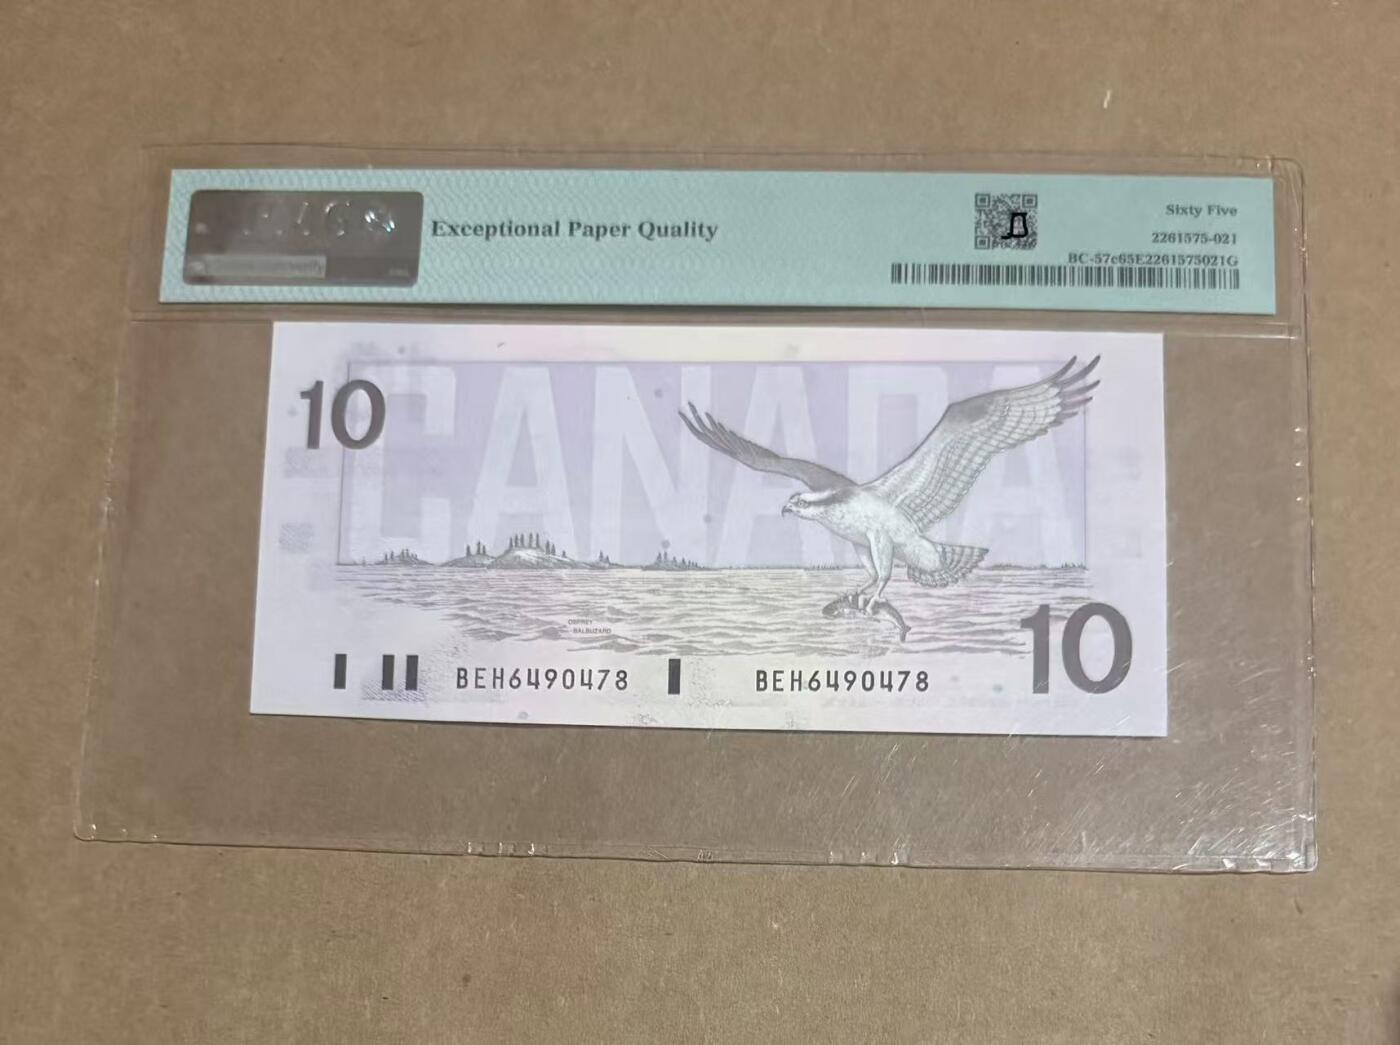 Exceptional Paper Quality
Sixty Five
2261575-021
BC-57c65E2261575021G
10
CANADA
OSPREY
BALBUZARD
10
BEH6490478
BEH6490478